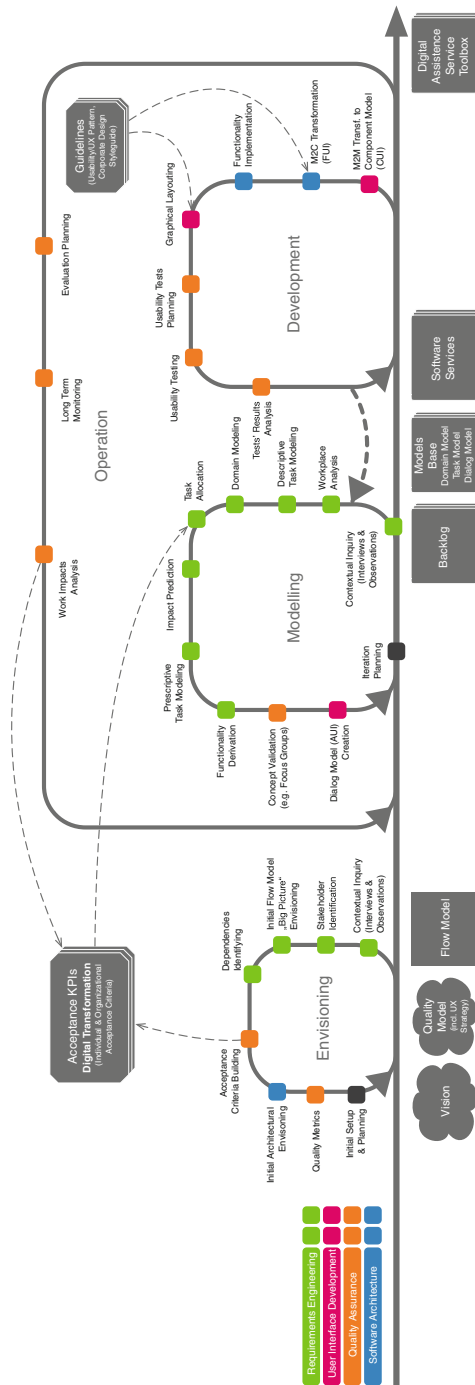 Requirements Engineering
User Interface Development
Quality Assurance
Software Architecture
Acceptance KPIs
Digital Transformation
(Individual & Organizational
Acceptance Criteria)
Envisioning
Initial Setup
& Planning
Quality Metrics
Initial Architectural
Envisoning
Acceptance
Criteria Building
Dependencies
Identifying
Initial Flow Model
„Big Picture“
Envisioning
Stakeholder
Identification
Contextual Inquiry
(Interviews &
Observations)
Vision
Quality
Model
(incl. UX
Strategy)
Flow Model
Operation
Work Impacts
Analysis
Long Term
Monitoring
Evaluation Planning
Modelling
Iteration
Planning
Dialog Model (AUI)
Creation
Concept Validation
(e.g. Focus Groups)
Functionality
Derivation
Prescriptive
Task Modeling
Impact Prediction
Task
Allocation
Domain Modeling
Descriptive
Task Modeling
Workplace
Analysis
Contextual Inquiry
(Interviews &
Observations)
Backlog
Models
Base
Domain Model
Task Model
Dialog Model
Development
Tests' Results
Analysis
Usability Testing
Usability Tests
Planning
Graphical Layouting
Functionality
Implementation
M2C Transformation
(FUI)
M2M Transf. to
Component Model
(CUI)
Guidelines
(Usability/UX Pattern,
Corporate Design
Styleguide)
Software
Services
Digital
Assistence
Service
Toolbox